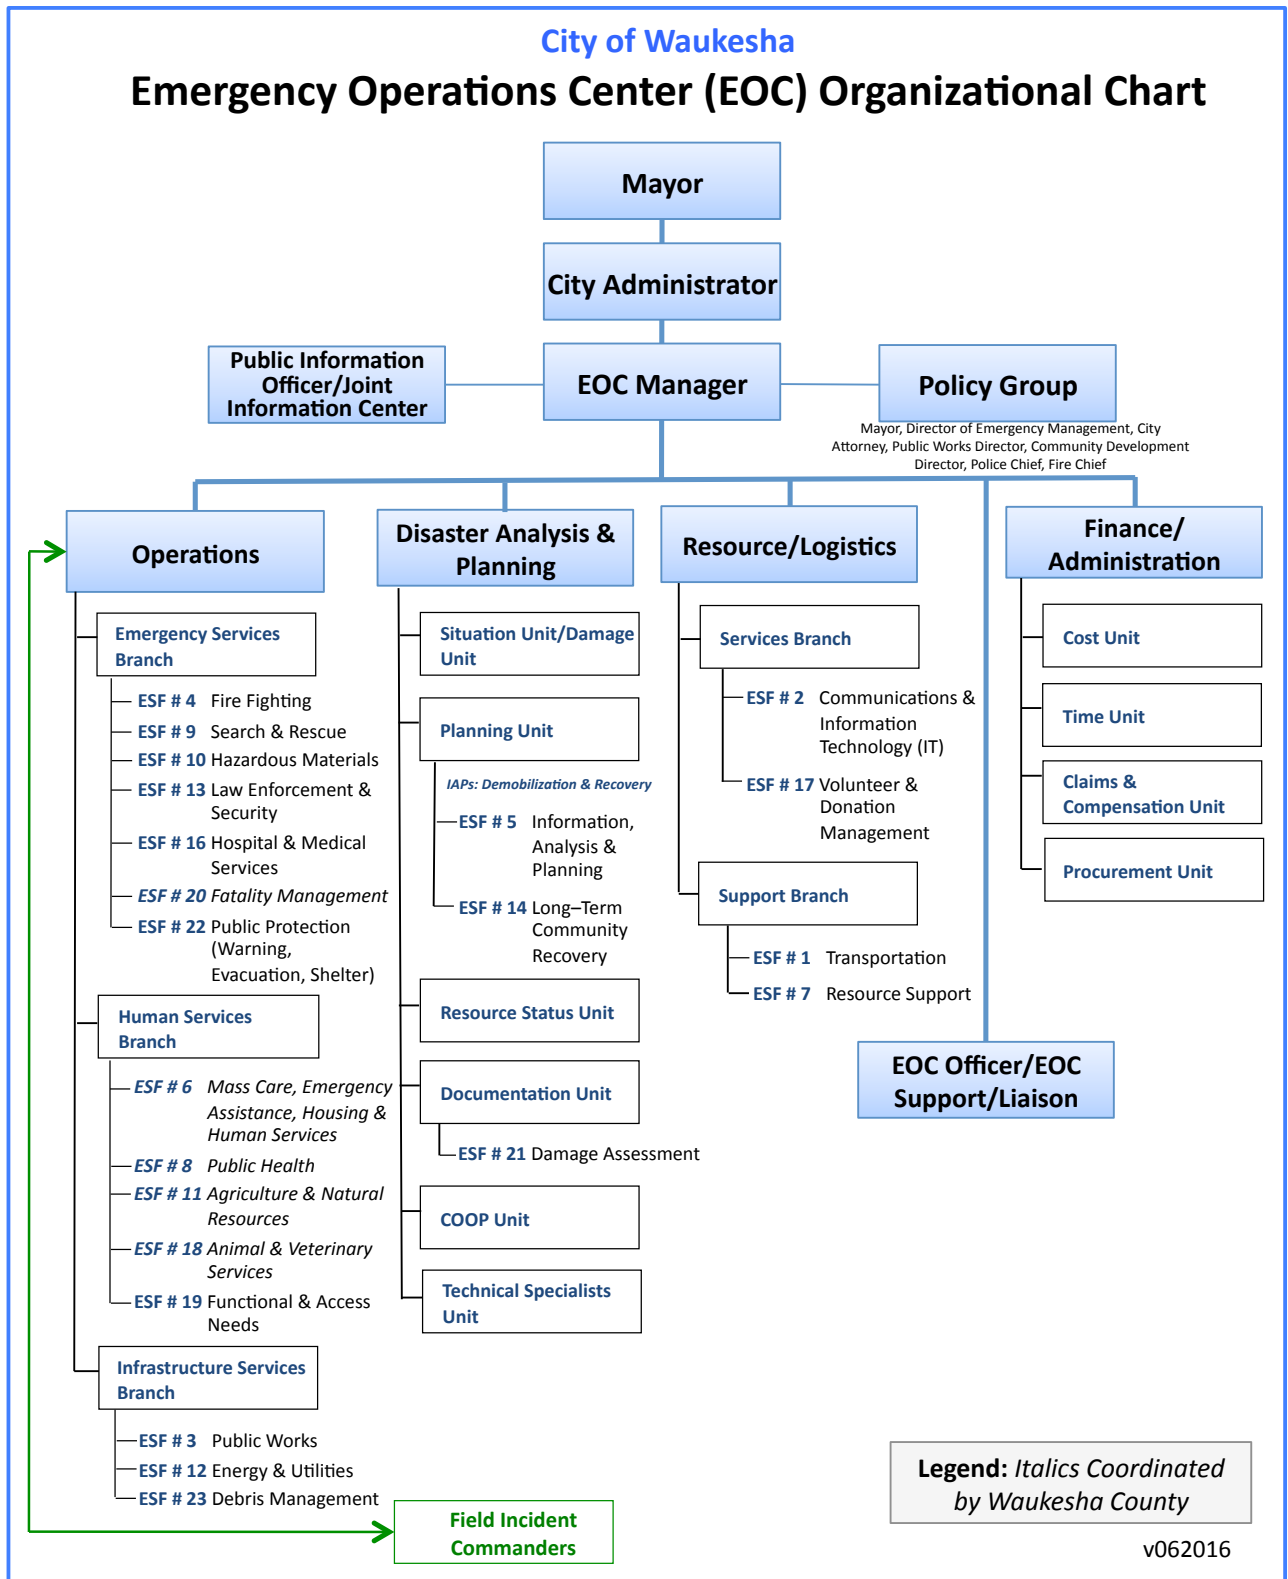 City of Waukesha
Emergency Operations Center (EOC) Organizational Chart
Mayor
City Administrator
Public Information
Officer/Joint
Information Center
EOC Manager
Policy Group
Mayor, Director of Emergency Management, City
Attorney, Public Works Director, Community Development
Director, Police Chief, Fire Chief
Operations
Emergency Services
Branch
ESF # 4 Fire Fighting
ESF # 9 Search & Rescue
ESF # 10 Hazardous Materials
ESF # 13 Law Enforcement &
Security
ESF # 16 Hospital & Medical
Services
ESF # 20 Fatality Management
ESF # 22 Public Protection
(Warning,
Evacuation, Shelter)
Human Services
Branch
ESF # 6 Mass Care, Emergency
Assistance, Housing &
Human Services
ESF # 8 Public Health
ESF # 11 Agriculture & Natural
Resources
ESF # 18 Animal & Veterinary
Services
ESF # 19 Functional & Access
Needs
Infrastructure Services
Branch
ESF # 3 Public Works
ESF # 12 Energy & Utilities
ESF # 23 Debris Management
Disaster Analysis &
Planning
Situation Unit/Damage
Unit
Planning Unit
IAPs: Demobilization & Recovery
ESF # 5 Information,
Analysis &
Planning
ESF # 14 Long–Term
Community
Recovery
Resource Status Unit
Documentation Unit
ESF # 21 Damage Assessment
COOP Unit
Technical Specialists
Unit
Resource/Logistics
Services Branch
ESF # 2 Communications &
Information
Technology (IT)
ESF # 17 Volunteer &
Donation
Management
Support Branch
ESF # 1 Transportation
ESF # 7 Resource Support
EOC Officer/EOC
Support/Liaison
Finance/
Administration
Cost Unit
Time Unit
Claims &
Compensation Unit
Procurement Unit
Field Incident
Commanders
Legend: Italics Coordinated
by Waukesha County
v062016